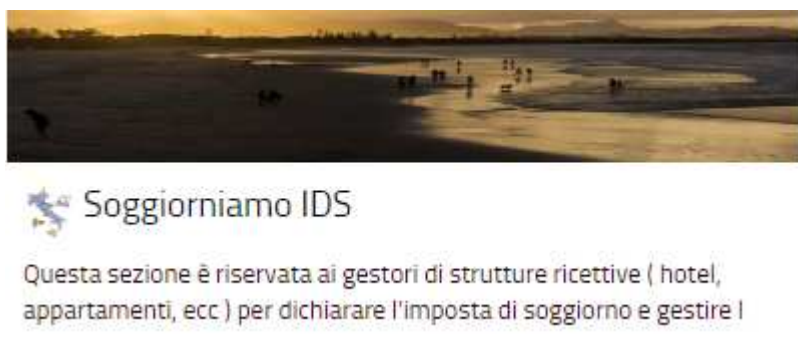 Soggiorniamo IDS
Questa sezione è riservata ai gestori di strutture ricettive ( hotel,
appartamenti, ecc ) per dichiarare l'imposta di soggiorno e gestire l